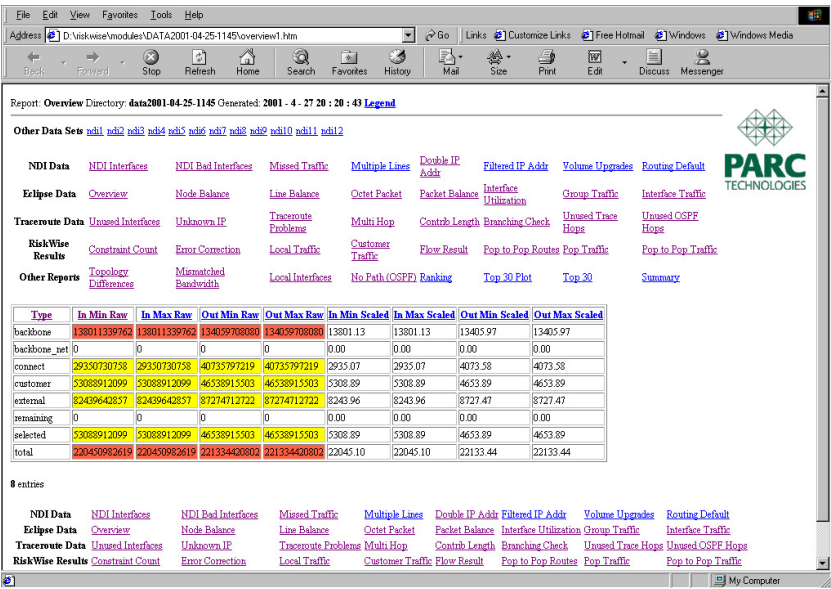 File Edit View Favorites Tools Help
Address D:\riskwise\modules\DATA2001-04-25-1145\overview1.htm Go Links Customize Links Free Hotmail Windows Windows Media
Back Forward Stop Refresh Home Search Favorites History Mail Size Print Edit Discuss Messenger
Report: Overview Directory: data2001-04-25-1145 Generated: 2001 - 4 - 27 20 : 20 : 43 Legend
Other Data Sets ndi1 ndi2 ndi3 ndi4 ndi5 ndi6 ndi7 ndi8 ndi9 ndi10 ndi11 ndi12
PARC
TECHNOLOGIES
NDI Data NDI Interfaces NDI Bad Interfaces Missed Traffic Multiple Lines Double IP Addr Filtered IP Addr Volume Upgrades Routing Default
Eclipse Data Overview Node Balance Line Balance Octet Packet Packet Balance Interface Utilization Group Traffic Interface Traffic
Traceroute Data Unused Interfaces Unknown IP Traceroute Problems Multi Hop Contrib Length Branching Check Unused Trace Hops Unused OSPF Hops
RiskWise Results Constraint Count Error Correction Local Traffic Customer Traffic Flow Result Pop to Pop Routes Pop Traffic Pop to Pop Traffic
Other Reports Topology Differences Mismatched Bandwidth Local Interfaces No Path (OSPF) Ranking Top 30 Plot Top 30 Summary
Type In Min Raw In Max Raw Out Min Raw Out Max Raw In Min Scaled In Max Scaled Out Min Scaled Out Max Scaled
backbone 138011339762 138011339762 134059708080 134059708080 13801.13 13801.13 13405.97 13405.97
backbone_net 0 0 0 0 0.00 0.00 0.00 0.00
connect 29350730758 29350730758 40735797219 40735797219 2935.07 2935.07 4073.58 4073.58
customer 53088912099 53088912099 46538915503 46538915503 5308.89 5308.89 4653.89 4653.89
external 82439642857 82439642857 87274712722 87274712722 8243.96 8243.96 8727.47 8727.47
remaining 0 0 0 0 0.00 0.00 0.00 0.00
selected 53088912099 53088912099 46538915503 46538915503 5308.89 5308.89 4653.89 4653.89
total 220450982619 220450982619 221334420802 221334420802 22045.10 22045.10 22133.44 22133.44
8 entries
NDI Data NDI Interfaces NDI Bad Interfaces Missed Traffic Multiple Lines Double IP Addr Filtered IP Addr Volume Upgrades Routing Default
Eclipse Data Overview Node Balance Line Balance Octet Packet Packet Balance Interface Utilization Group Traffic Interface Traffic
Traceroute Data Unused Interfaces Unknown IP Traceroute Problems Multi Hop Contrib Length Branching Check Unused Trace Hops Unused OSPF Hops
RiskWise Results Constraint Count Error Correction Local Traffic Customer Traffic Flow Result Pop to Pop Routes Pop Traffic Pop to Pop Traffic
My Computer